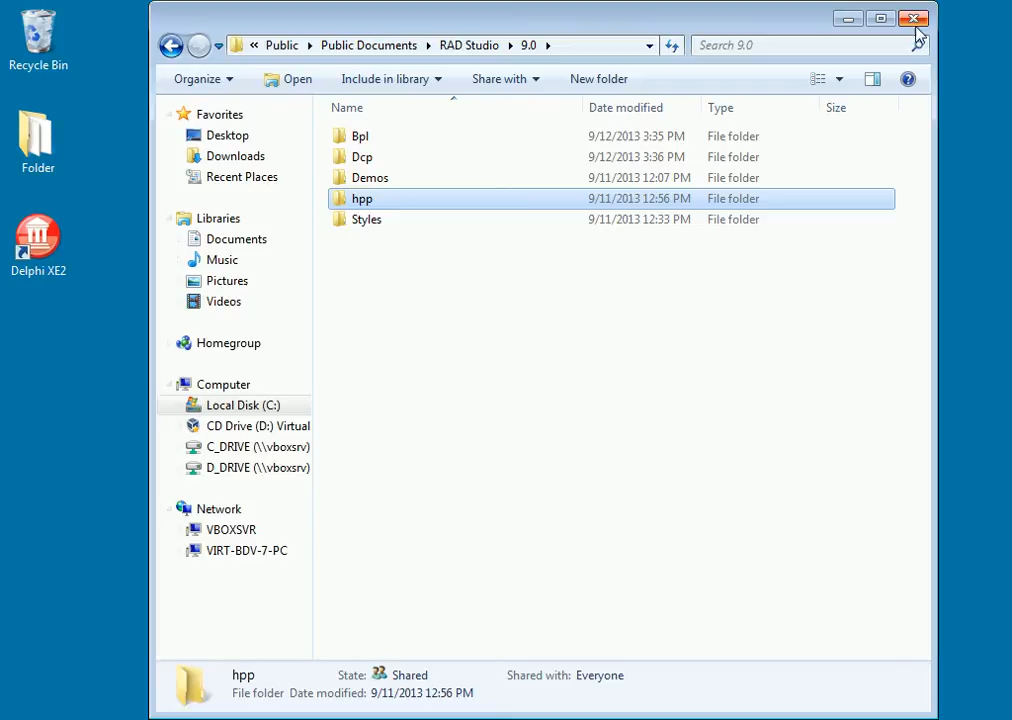 Recycle Bin
Folder
Delphi XE2
« Public Public Documents RAD Studio 9.0
Search 9.0
Organize Open Include in library Share with New folder
Name Date modified Type Size
Favorites
Desktop
Downloads
Recent Places
Libraries
Documents
Music
Pictures
Videos
Homegroup
Computer
Local Disk (C:)
CD Drive (D:) Virtual
C_DRIVE (\\vboxsrv)
D_DRIVE (\\vboxsrv)
Network
VBOXSVR
VIRT-BDV-7-PC
Bpl 9/12/2013 3:35 PM File folder
Dcp 9/12/2013 3:36 PM File folder
Demos 9/11/2013 12:07 PM File folder
hpp 9/11/2013 12:56 PM File folder
Styles 9/11/2013 12:33 PM File folder
hpp State: Shared Shared with: Everyone
File folder Date modified: 9/11/2013 12:56 PM